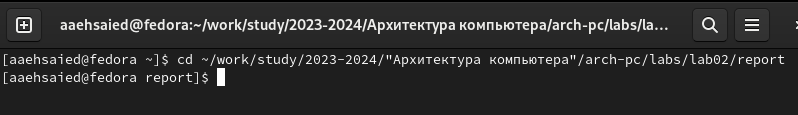 aaehsaied@fedora:~/work/study/2023-2024/Архитектура компьютера/arch-pc/labs/la...
[aaehsaied@fedora ~]$ cd ~/work/study/2023-2024/"Архитектура компьютера"/arch-pc/labs/lab02/report
[aaehsaied@fedora report]$